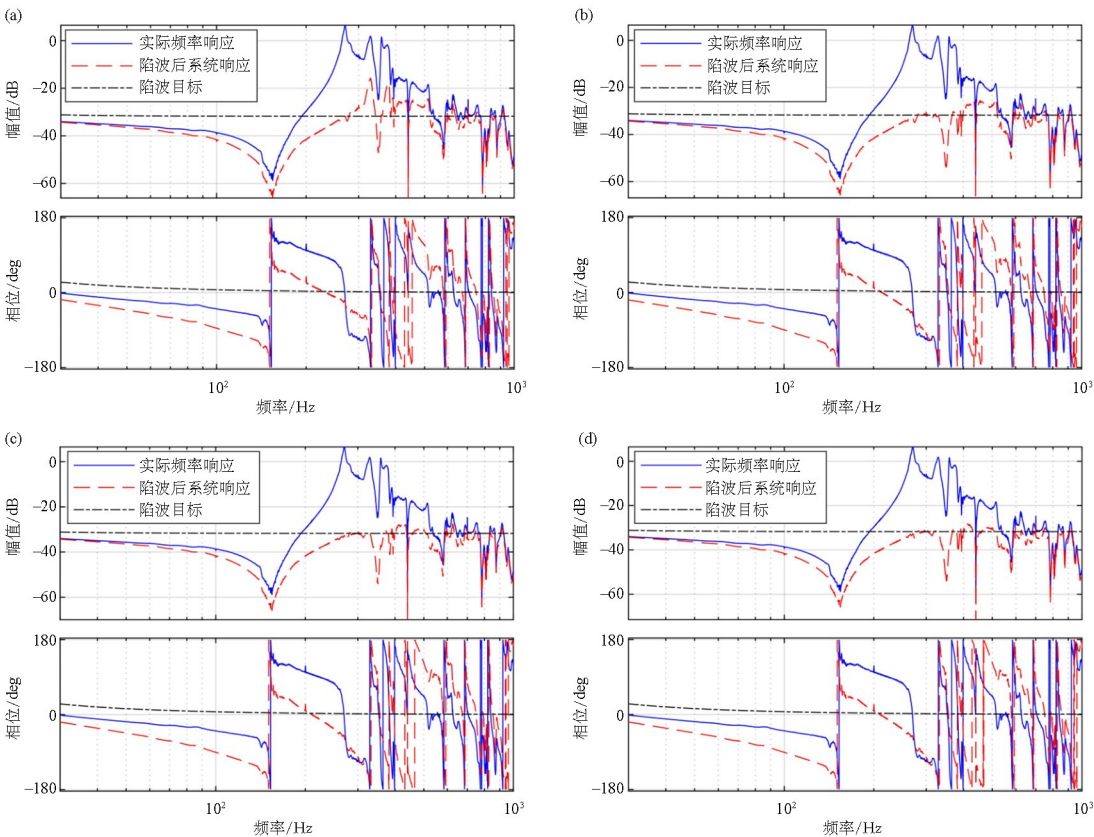 (a)
实际频率响应
陷波后系统响应
陷波目标
幅值/dB
0
−20
−40
−60
相位/deg
180
0
−180
10²
10³
频率/Hz
(b)
实际频率响应
陷波后系统响应
陷波目标
幅值/dB
0
−20
−40
−60
相位/deg
180
0
−180
10²
10³
频率/Hz
(c)
实际频率响应
陷波后系统响应
陷波目标
幅值/dB
0
−20
−40
−60
相位/deg
180
0
−180
10²
10³
频率/Hz
(d)
实际频率响应
陷波后系统响应
陷波目标
幅值/dB
0
−20
−40
−60
相位/deg
180
0
−180
10²
10³
频率/Hz